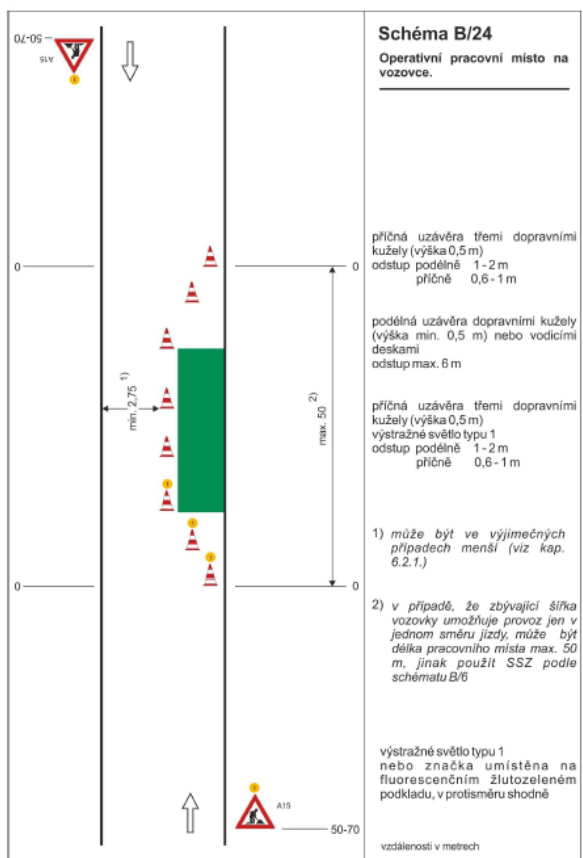 Schéma B/24
Operativní pracovní místo na
vozovce.
50-70
A15
1
příčná uzávěra třemi dopravními
kužely (výška 0,5 m)
odstup podélně 1 - 2 m
příčně 0,6 - 1 m
0
0
podélná uzávěra dopravními kužely
(výška min. 0,5 m) nebo vodicími
deskami
odstup max. 6 m
min. 2,75 1)
max. 50 2)
příčná uzávěra třemi dopravními
kužely (výška 0,5 m)
výstražné světlo typu 1
odstup podélně 1 - 2 m
příčně 0,6 - 1 m
1
1
1
0
0
1) může být ve výjimečných
případech menší (viz kap.
6.2.1.)
2) v případě, že zbývající šířka
vozovky umožňuje provoz jen v
jednom směru jízdy, může být
délka pracovního místa max. 50
m, jinak použít SSZ podle
schématu B/6
výstražné světlo typu 1
nebo značka umístěna na
fluorescenčním žlutozeleném
podkladu, v protisměru shodně
1
A15
50-70
vzdálenosti v metrech